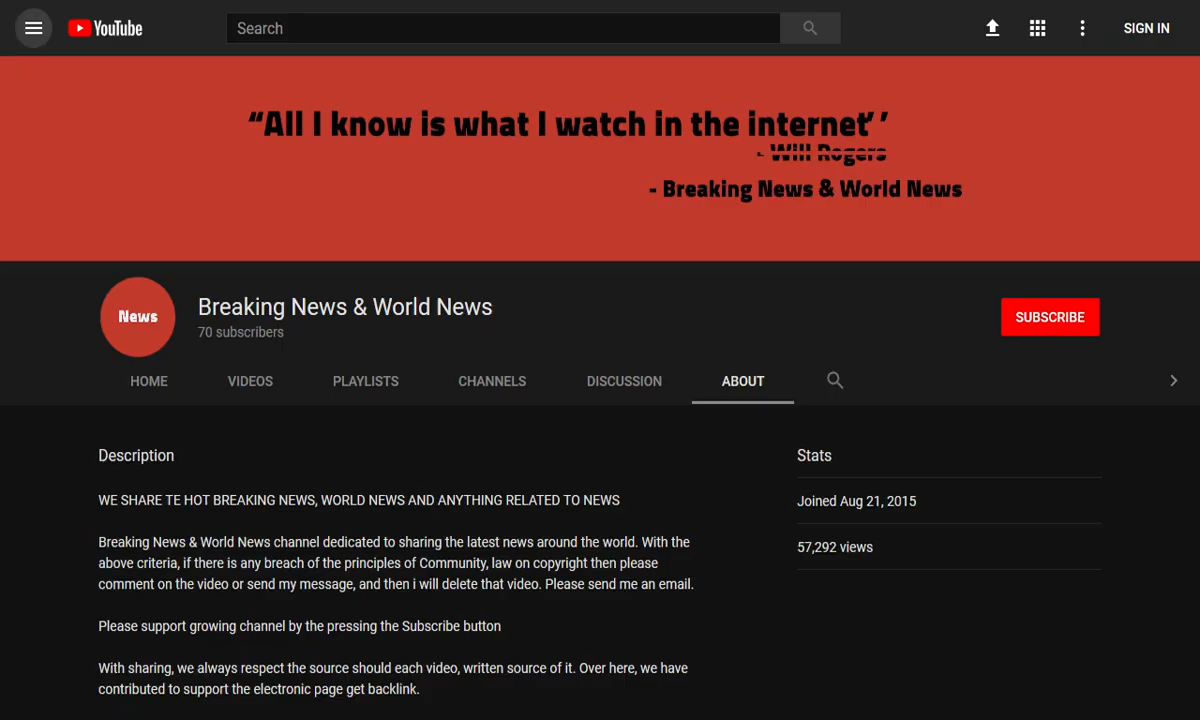 YouTube
Search
SIGN IN
“All I know is what I watch in the internet’’
- Will Rogers
- Breaking News & World News
News
Breaking News & World News
70 subscribers
SUBSCRIBE
HOME
VIDEOS
PLAYLISTS
CHANNELS
DISCUSSION
ABOUT
Description
WE SHARE TE HOT BREAKING NEWS, WORLD NEWS AND ANYTHING RELATED TO NEWS
Breaking News & World News channel dedicated to sharing the latest news around the world. With the
above criteria, if there is any breach of the principles of Community, law on copyright then please
comment on the video or send my message, and then i will delete that video. Please send me an email.
Please support growing channel by the pressing the Subscribe button
With sharing, we always respect the source should each video, written source of it. Over here, we have
contributed to support the electronic page get backlink.
Stats
Joined Aug 21, 2015
57,292 views